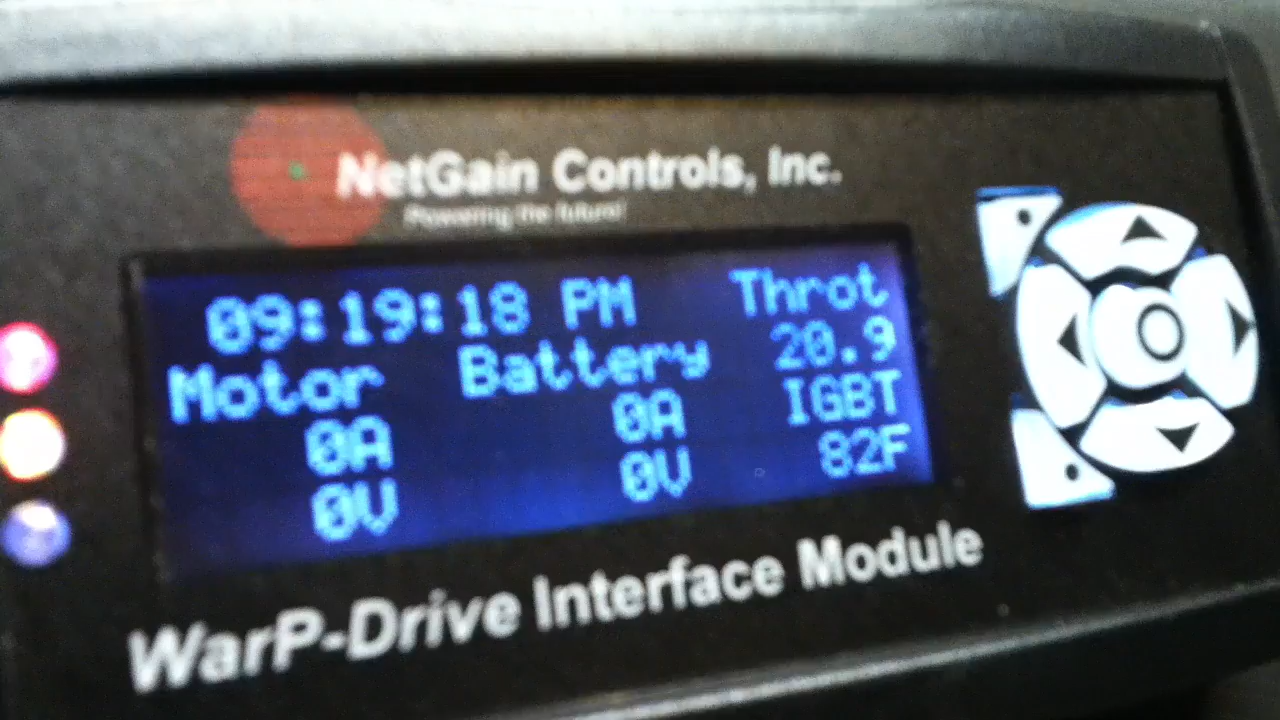 NetGain Controls, Inc.
Powering the future!
09:19:18 PM Throt
Motor Battery 20.9
0A 0A IGBT
0V 0V 82F
WarP-Drive Interface Module